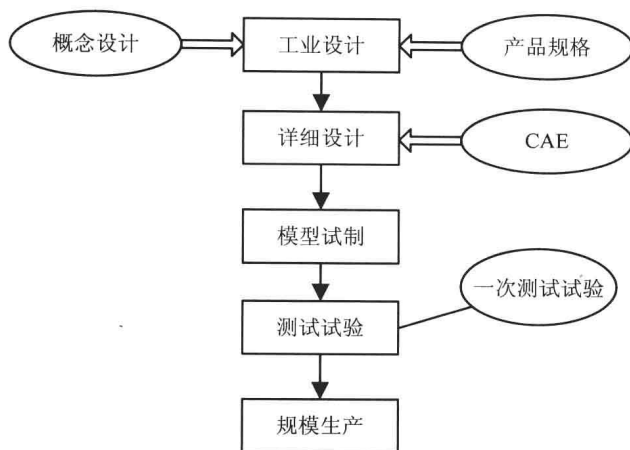 概念设计
工业设计
产品规格
详细设计
CAE
模型试制
一次测试试验
测试试验
规模生产